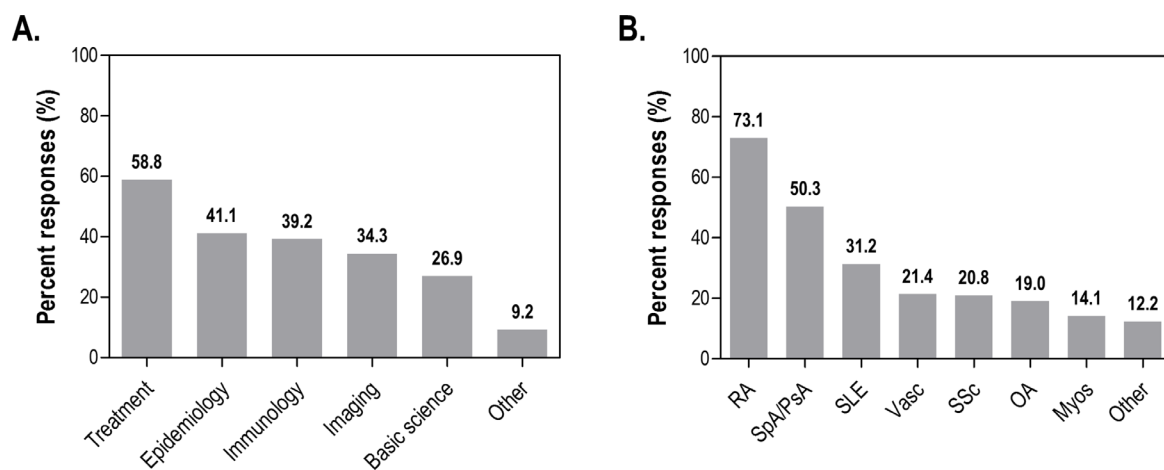 A.
Percent responses (%)
100
80
60
40
20
0
58.8
41.1
39.2
34.3
26.9
9.2
Treatment
Epidemiology
Immunology
Imaging
Basic science
Other
B.
Percent responses (%)
100
80
60
40
20
0
73.1
50.3
31.2
21.4
20.8
19.0
14.1
12.2
RA
SpA/PsA
SLE
Vasc
SSc
OA
Myos
Other